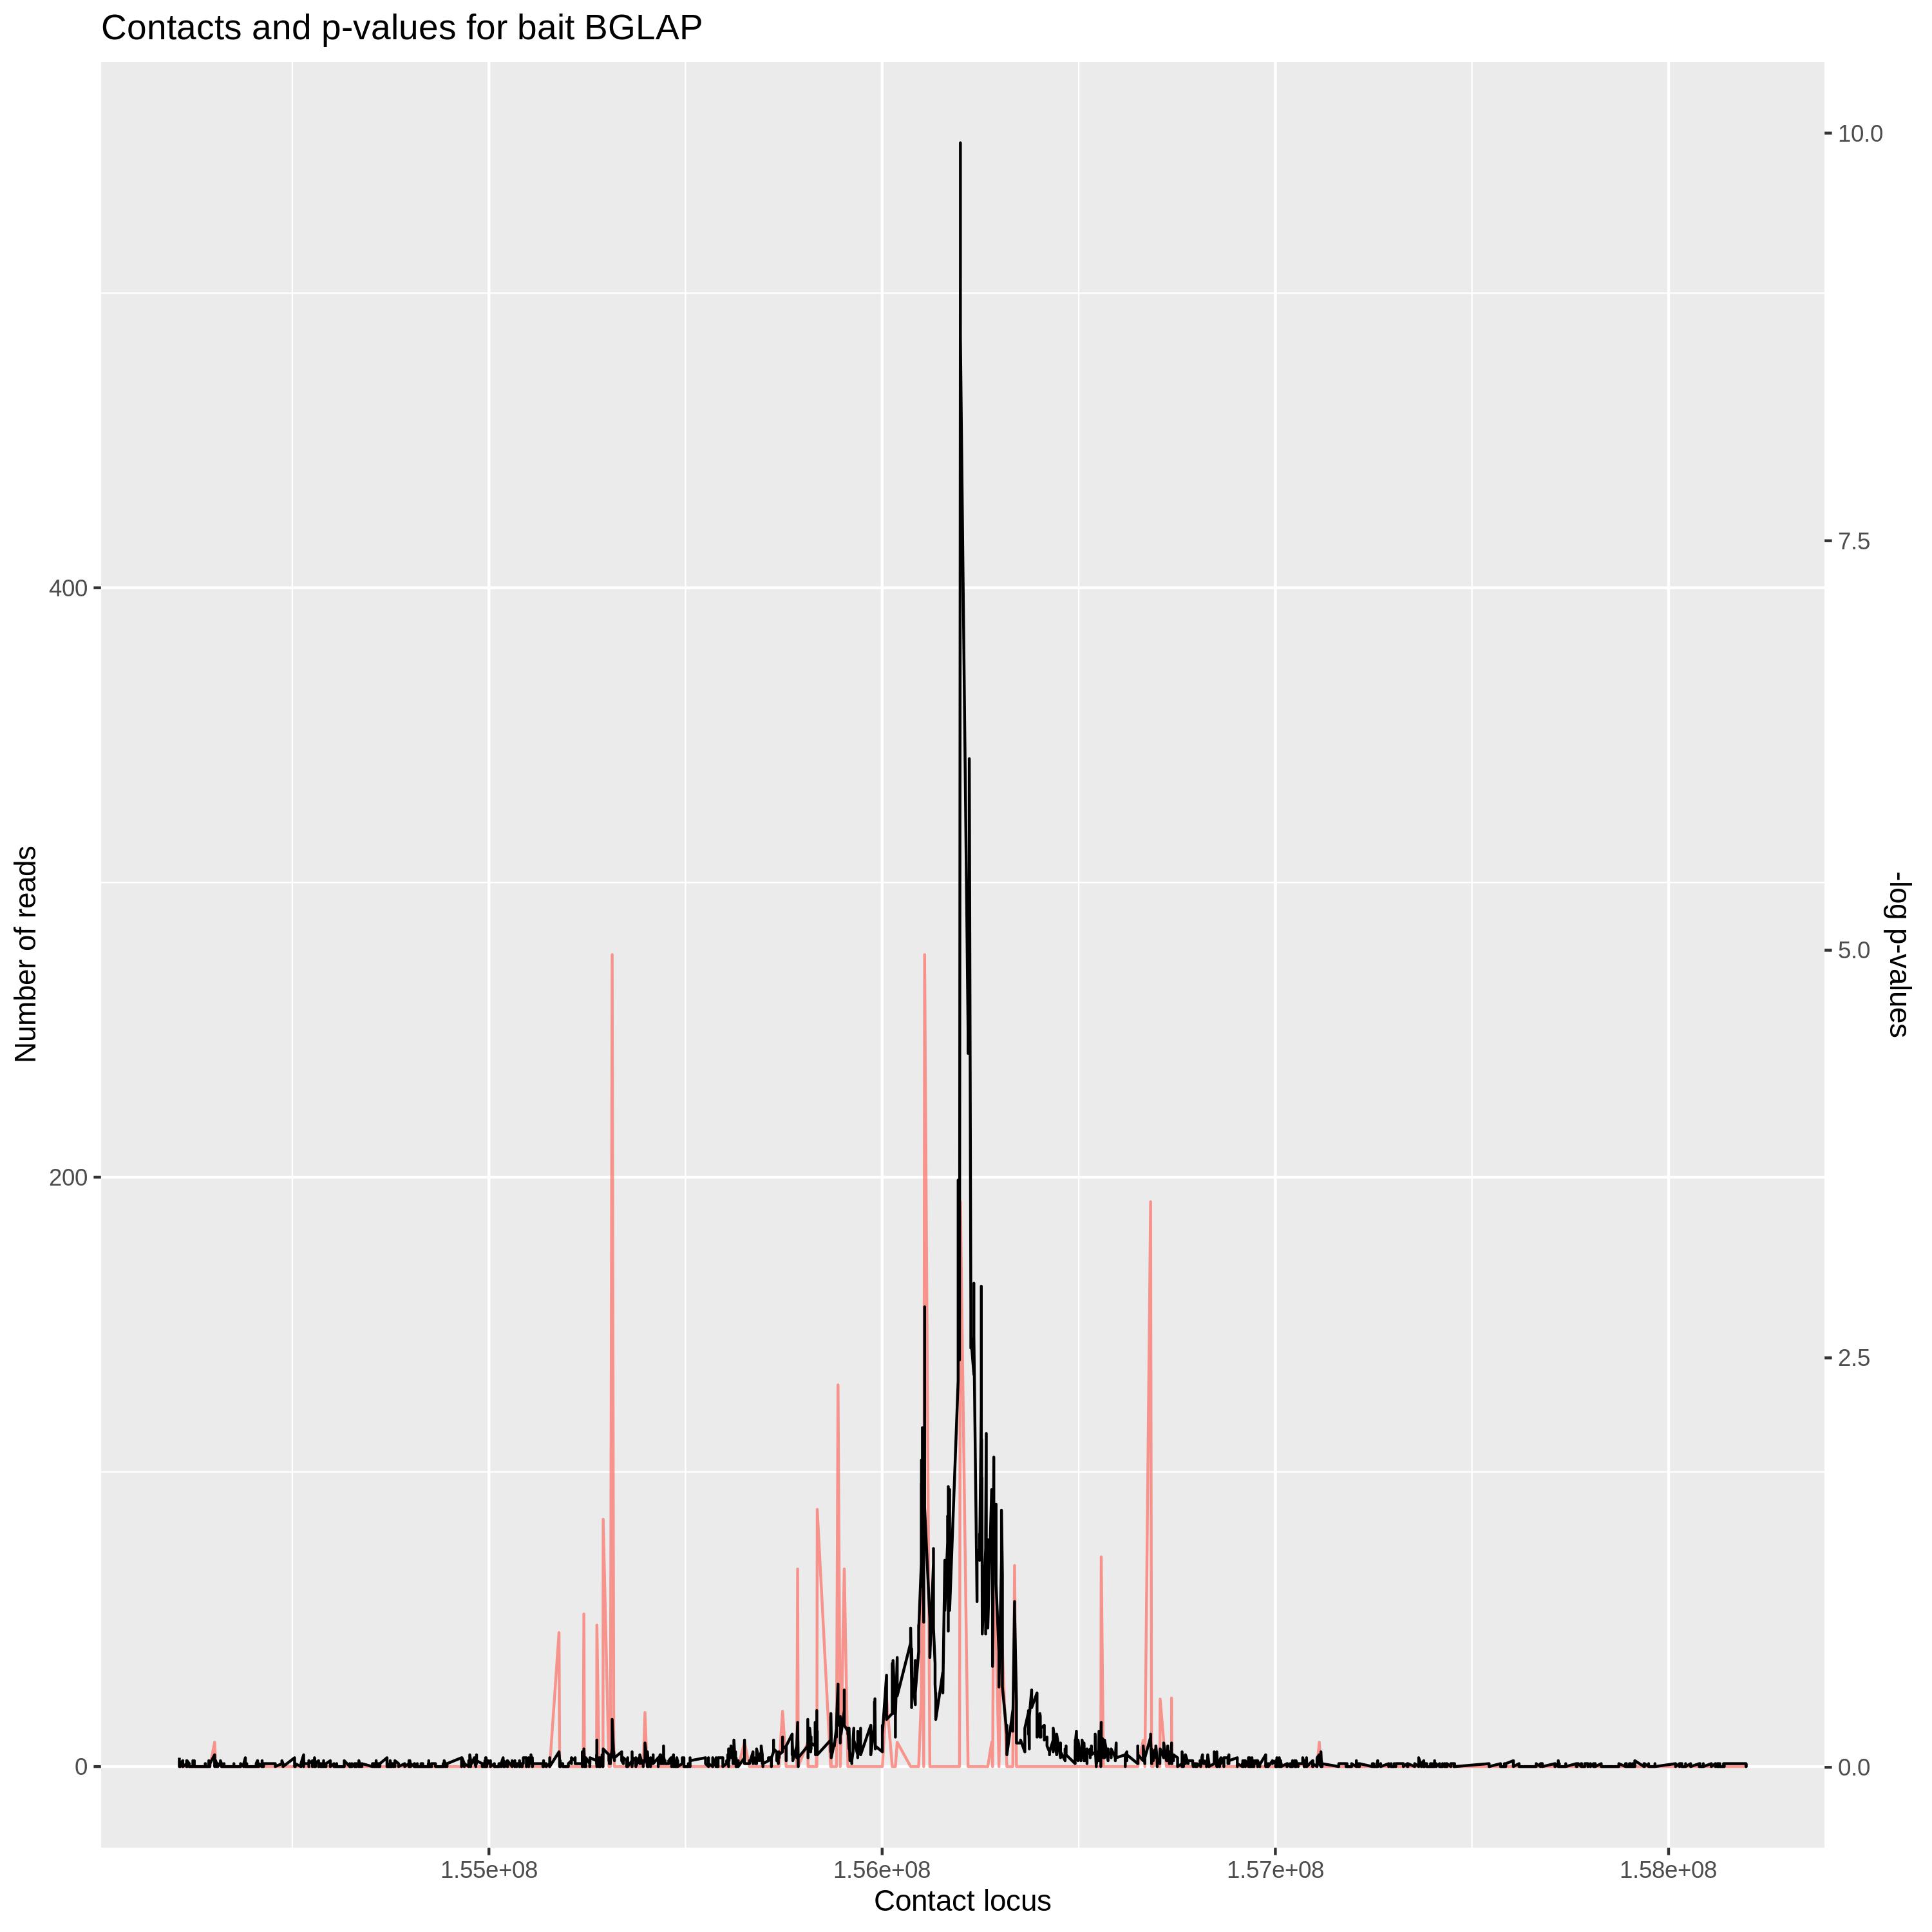 Contacts and p-values for bait BGLAP
10.0
7.5
400
5.0
Number of reads
-log p-values
200
2.5
0
0.0
1.55e+08 1.56e+08 1.57e+08 1.58e+08
Contact locus